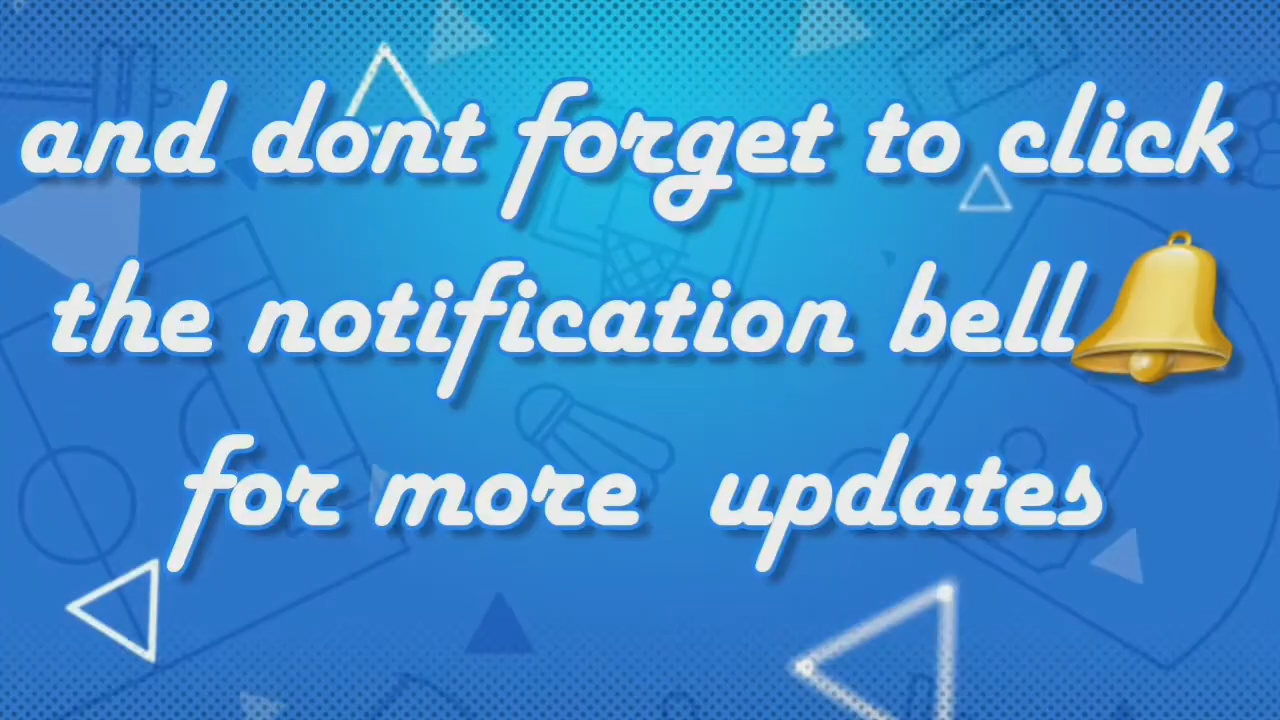 and dont forget to click
the notification bell🔔
for more updates